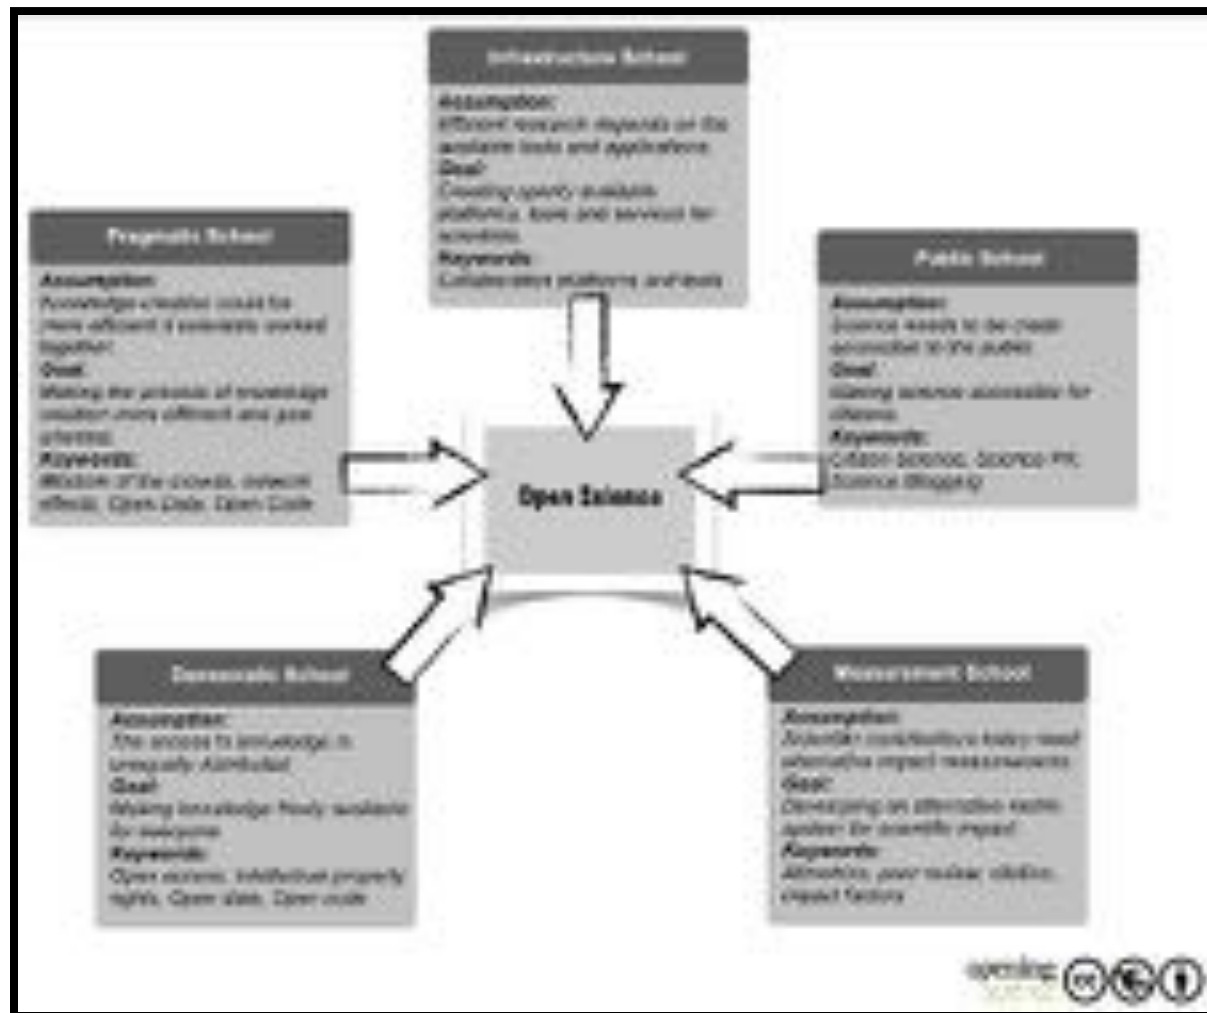 Infrastructure School
Assumption:
Efficient research depends on the
available tools and applications.
Goal:
Creating openly available
platforms, tools and services for
scientists.
Keywords:
Collaboration platforms and tools
Pragmatic School
Assumption:
Knowledge-creation could be
more efficient if scientists worked
together.
Goal:
Making the process of knowledge
creation more efficient and goal
oriented.
Keywords:
Wisdom of the crowds, network
effects, Open Data, Open Code
Public School
Assumption:
Science needs to be made
accessible to the public.
Goal:
Making science accessible for
citizens.
Keywords:
Citizen Science, Science PR,
Science Blogging
Open Science
Democratic School
Assumption:
The access to knowledge is
unequally distributed.
Goal:
Making knowledge freely available
for everyone.
Keywords:
Open access, intellectual property
rights, Open data, Open code
Measurement School
Assumption:
Scientific contributions today need
alternative impact measurements.
Goal:
Developing an alternative metric
system for scientific impact.
Keywords:
Altmetrics, peer review, citation,
impact factors
opening
cc